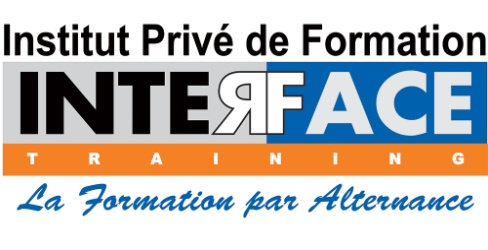 Institut Privé de Formation
INTERFACE
TRAINING
La Formation par Alternance